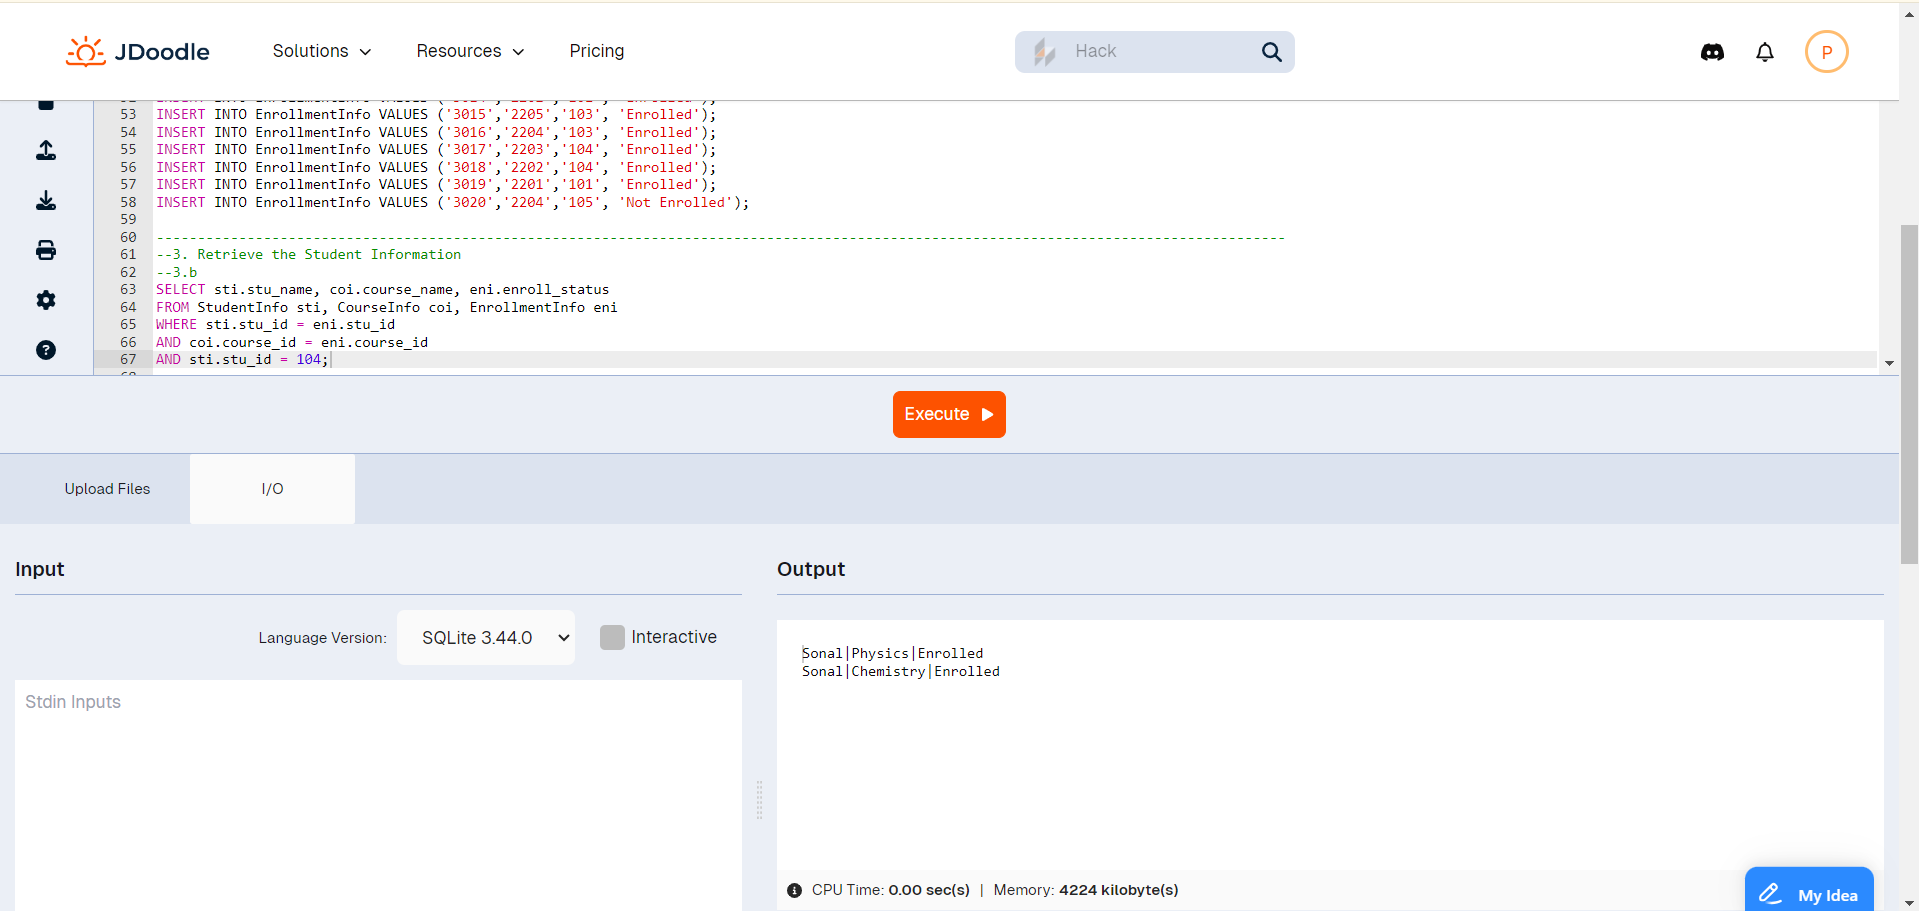 JDoodle
Solutions
Resources
Pricing
Hack
P
53 INSERT INTO EnrollmentInfo VALUES ('3015','2205','103', 'Enrolled');
54 INSERT INTO EnrollmentInfo VALUES ('3016','2204','103', 'Enrolled');
55 INSERT INTO EnrollmentInfo VALUES ('3017','2203','104', 'Enrolled');
56 INSERT INTO EnrollmentInfo VALUES ('3018','2202','104', 'Enrolled');
57 INSERT INTO EnrollmentInfo VALUES ('3019','2201','101', 'Enrolled');
58 INSERT INTO EnrollmentInfo VALUES ('3020','2204','105', 'Not Enrolled');
59
60 -----------------------------------------------------------------------------------------------------------------------------------------
61 --3. Retrieve the Student Information
62 --3.b
63 SELECT sti.stu_name, coi.course_name, eni.enroll_status
64 FROM StudentInfo sti, CourseInfo coi, EnrollmentInfo eni
65 WHERE sti.stu_id = eni.stu_id
66 AND coi.course_id = eni.course_id
67 AND sti.stu_id = 104;
Execute
Upload Files
I/O
Input
Output
Language Version:
SQLite 3.44.0
Interactive
Stdin Inputs
Sonal|Physics|Enrolled
Sonal|Chemistry|Enrolled
CPU Time: 0.00 sec(s) | Memory: 4224 kilobyte(s)
My Idea